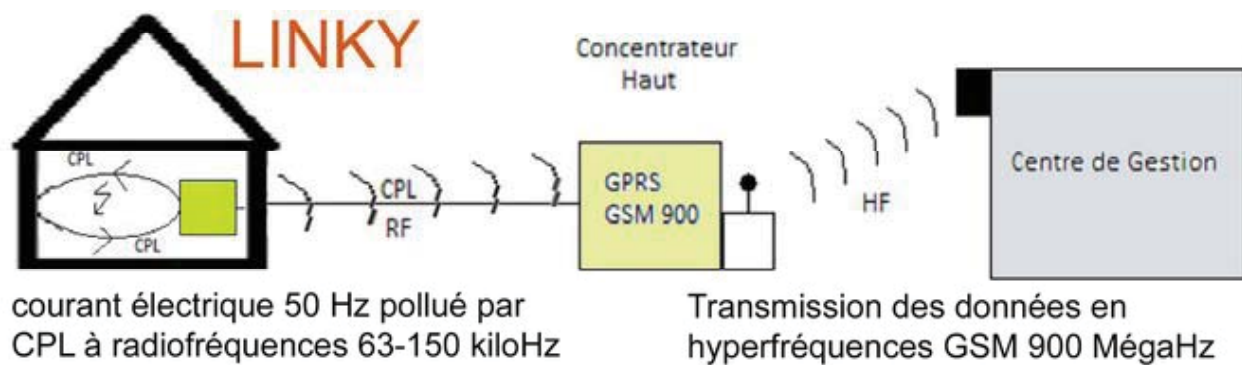 LINKY
CPL
CPL
CPL
RF
Concentrateur
Haut
GPRS
GSM 900
HF
Centre de Gestion
courant électrique 50 Hz pollué par
CPL à radiofréquences 63-150 kiloHz
Transmission des données en
hyperfréquences GSM 900 MégaHz